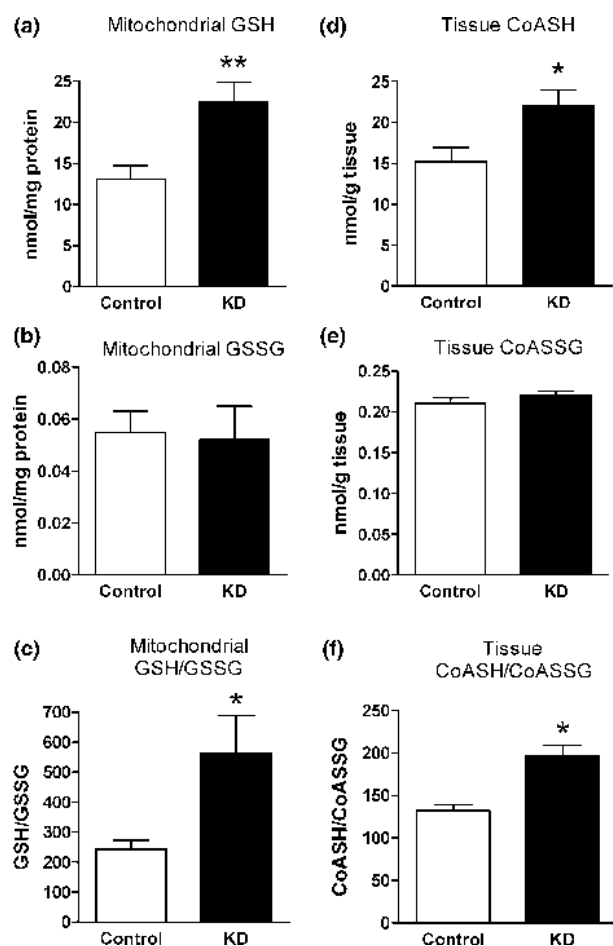 (a) Mitochondrial GSH
**
25
20
15
10
5
0
nmol/mg protein
Control KD
(d) Tissue CoASH
*
25
20
15
10
5
0
nmol/g tissue
Control KD
(b) Mitochondrial GSSG
0.08
0.06
0.04
0.02
0.00
nmol/mg protein
Control KD
(e) Tissue CoASSG
0.25
0.20
0.15
0.10
0.05
0.00
nmol/g tissue
Control KD
(c) Mitochondrial
GSH/GSSG
*
700
600
500
400
300
200
100
0
GSH/GSSG
Control KD
(f) Tissue
CoASH/CoASSG
*
250
200
150
100
50
0
CoASH/CoASSG
Control KD